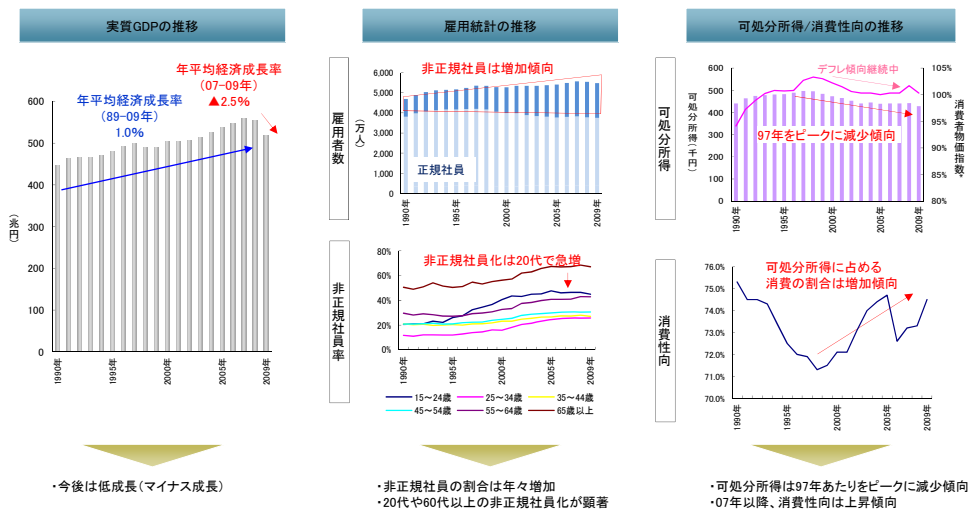 実質GDPの推移
年平均経済成長率
(07-09年)
▲2.5%
年平均経済成長率
(89-09年)
1.0%
600
500
400
300
200
100
0
(兆円)
1990年
1995年
2000年
2005年
2009年
・今後は低成長(マイナス成長)
雇用統計の推移
雇用者数
(万人)
非正規社員は増加傾向
正規社員
6,000
5,000
4,000
3,000
2,000
1,000
0
1990年
1995年
2000年
2005年
2009年
非正規社員率
非正規社員化は20代で急増
80%
60%
40%
20%
0%
1990年
1995年
2000年
2005年
2009年
15~24歳
25~34歳
35~44歳
45~54歳
55~64歳
65歳以上
・非正規社員の割合は年々増加
・20代や60代以上の非正規社員化が顕著
可処分所得/消費性向の推移
可処分所得
可処分所得(千円)
デフレ傾向継続中
97年をピークに減少傾向
600
500
400
300
200
100
0
105%
100%
95%
90%
85%
80%
消費者物価指数*
1990年
1995年
2000年
2005年
2009年
消費性向
可処分所得に占める
消費の割合は増加傾向
76.0%
75.0%
74.0%
73.0%
72.0%
71.0%
70.0%
1990年
1995年
2000年
2005年
2009年
・可処分所得は97年あたりをピークに減少傾向
・07年以降、消費性向は上昇傾向